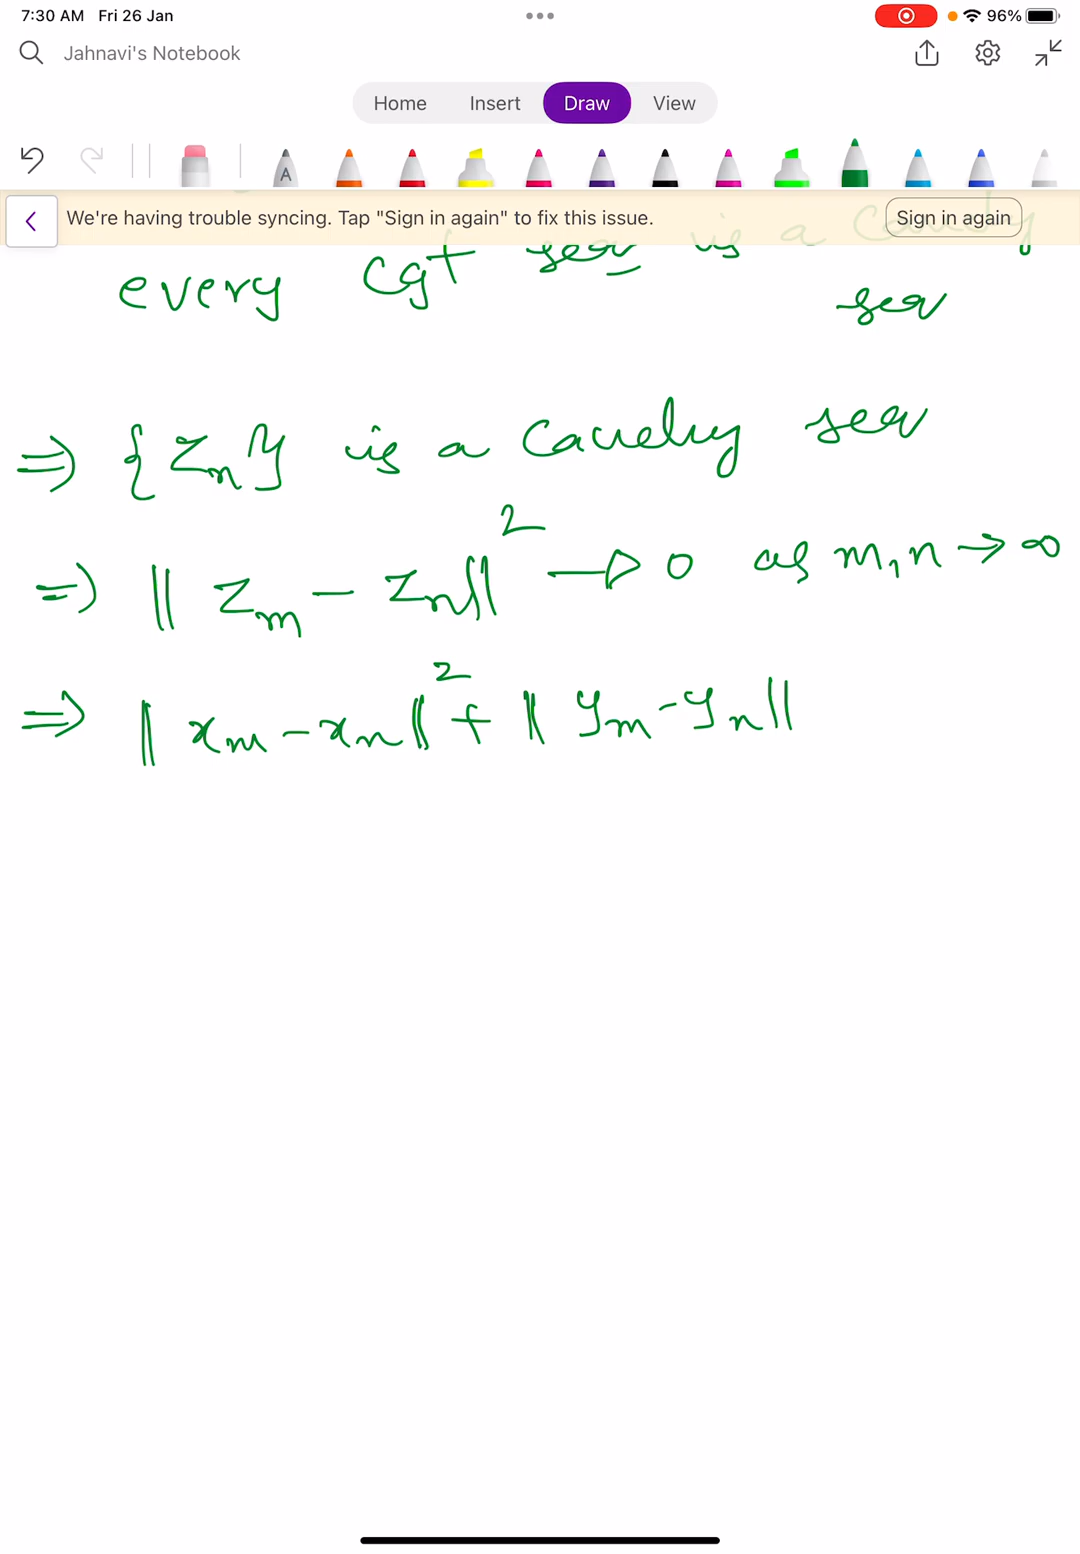 7:30 AM Fri 26 Jan
96%
Jahnavi's Notebook
Home Insert Draw View
A
We're having trouble syncing. Tap "Sign in again" to fix this issue. Sign in again
every cgt seq is a Cauchy
seq
⇒ {zₙ} is a Cauchy seq
⇒ ‖ zₘ − zₙ‖² → 0 as m, n → ∞
⇒ ‖ xₘ − xₙ‖² + ‖ yₘ − yₙ‖